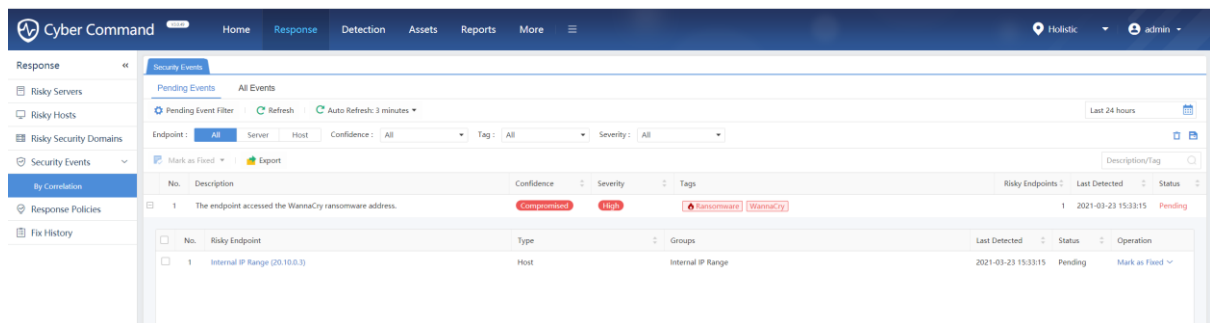 Cyber Command
Home Response Detection Assets Reports More
Holistic admin
Response «
Security Events
Pending Events All Events
Risky Servers
Pending Event Filter Refresh Auto Refresh: 3 minutes
Last 24 hours
Risky Hosts
Risky Security Domains
Endpoint : All Server Host Confidence : All Tag : All Severity : All
Security Events
Mark as Fixed Export
Description/Tag
By Correlation
No. Description Confidence Severity Tags Risky Endpoints Last Detected Status
Response Policies
1 The endpoint accessed the WannaCry ransomware address. Compromised High Ransomware WannaCry 1 2021-03-23 15:33:15 Pending
Fix History
No. Risky Endpoint Type Groups Last Detected Status Operation
1 Internal IP Range (20.10.0.3) Host Internal IP Range 2021-03-23 15:33:15 Pending Mark as Fixed